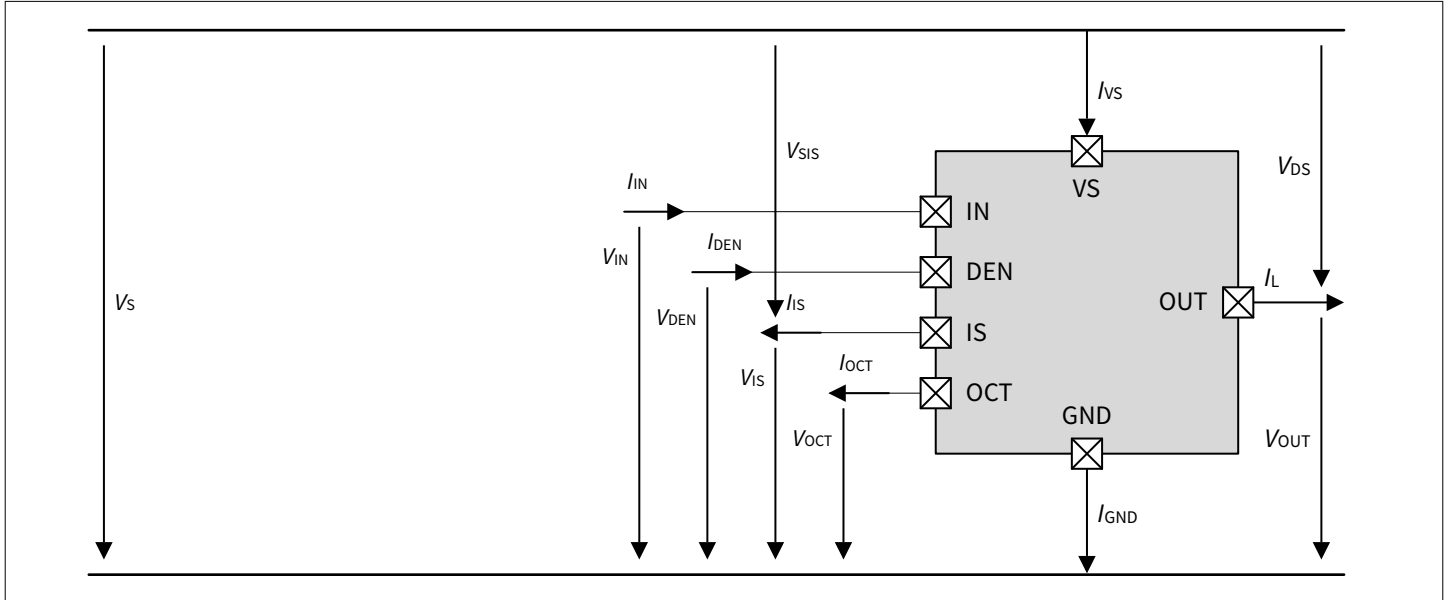 IVS
VSIS
VDS
VS
IIN
IN
VIN
IDEN
DEN
VS
VDEN
IIS
IS
OUT
IL
VIS
IOCT
OCT
GND
VOCT
VOUT
IGND